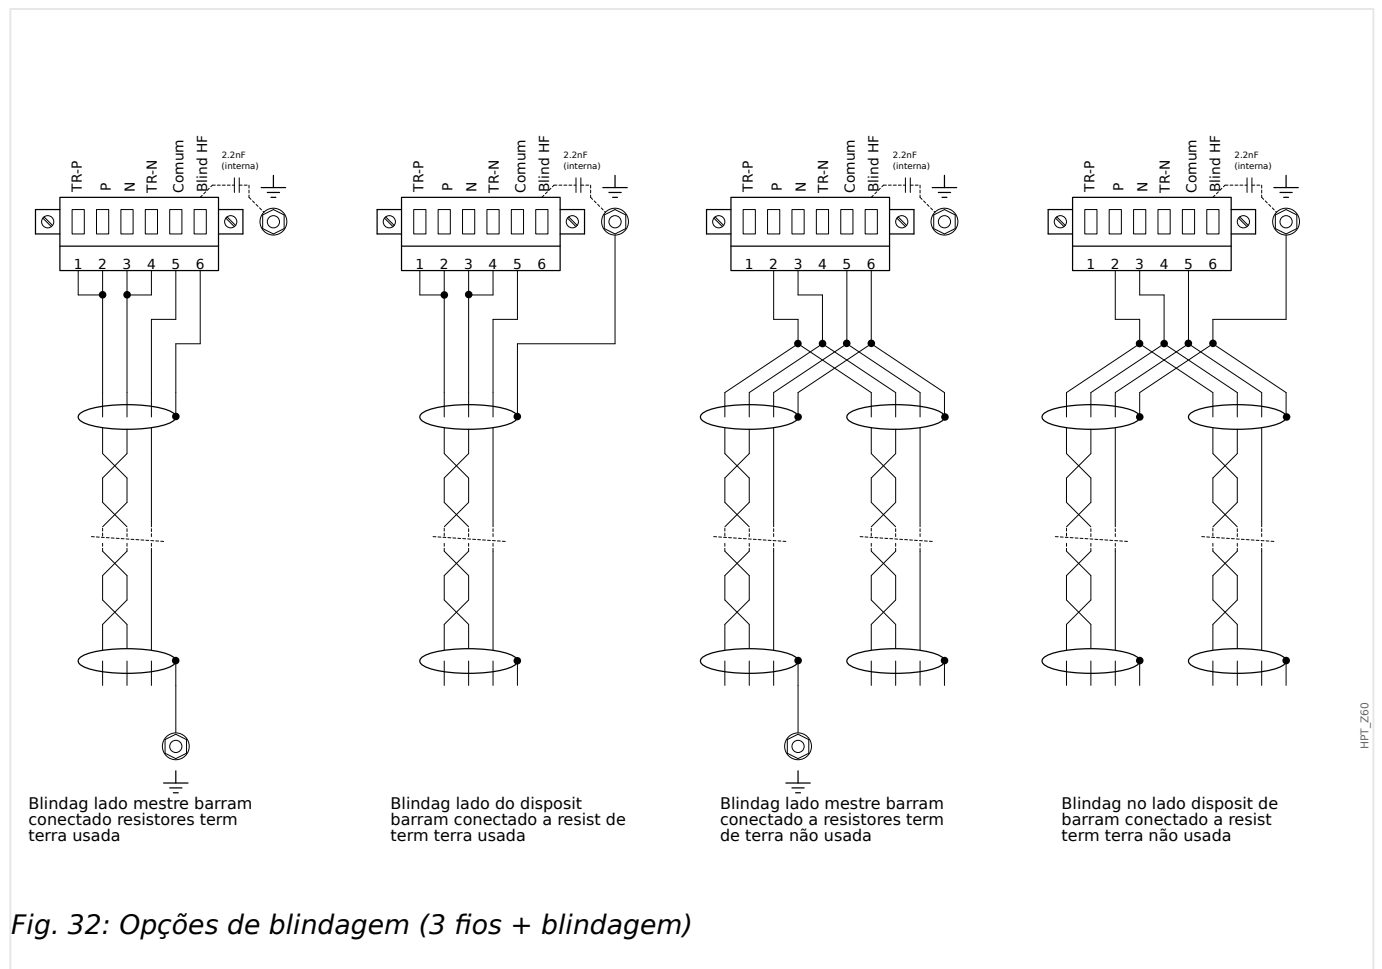 TR-P
P
N
TR-N
Comum
Blind HF
2.2nF
(interna)
1 2 3 4 5 6
TR-P
P
N
TR-N
Comum
Blind HF
2.2nF
(interna)
1 2 3 4 5 6
TR-P
P
N
TR-N
Comum
Blind HF
2.2nF
(interna)
1 2 3 4 5 6
TR-P
P
N
TR-N
Comum
Blind HF
2.2nF
(interna)
1 2 3 4 5 6
HPT_Z60
Blindag lado mestre barram
conectado resistores term
terra usada
Blindag lado do disposit
barram conectado a resist de
term terra usada
Blindag lado mestre barram
conectado a resistores term
de terra não usada
Blindag no lado disposit de
barram conectado a resist
term terra não usada
Fig. 32: Opções de blindagem (3 fios + blindagem)